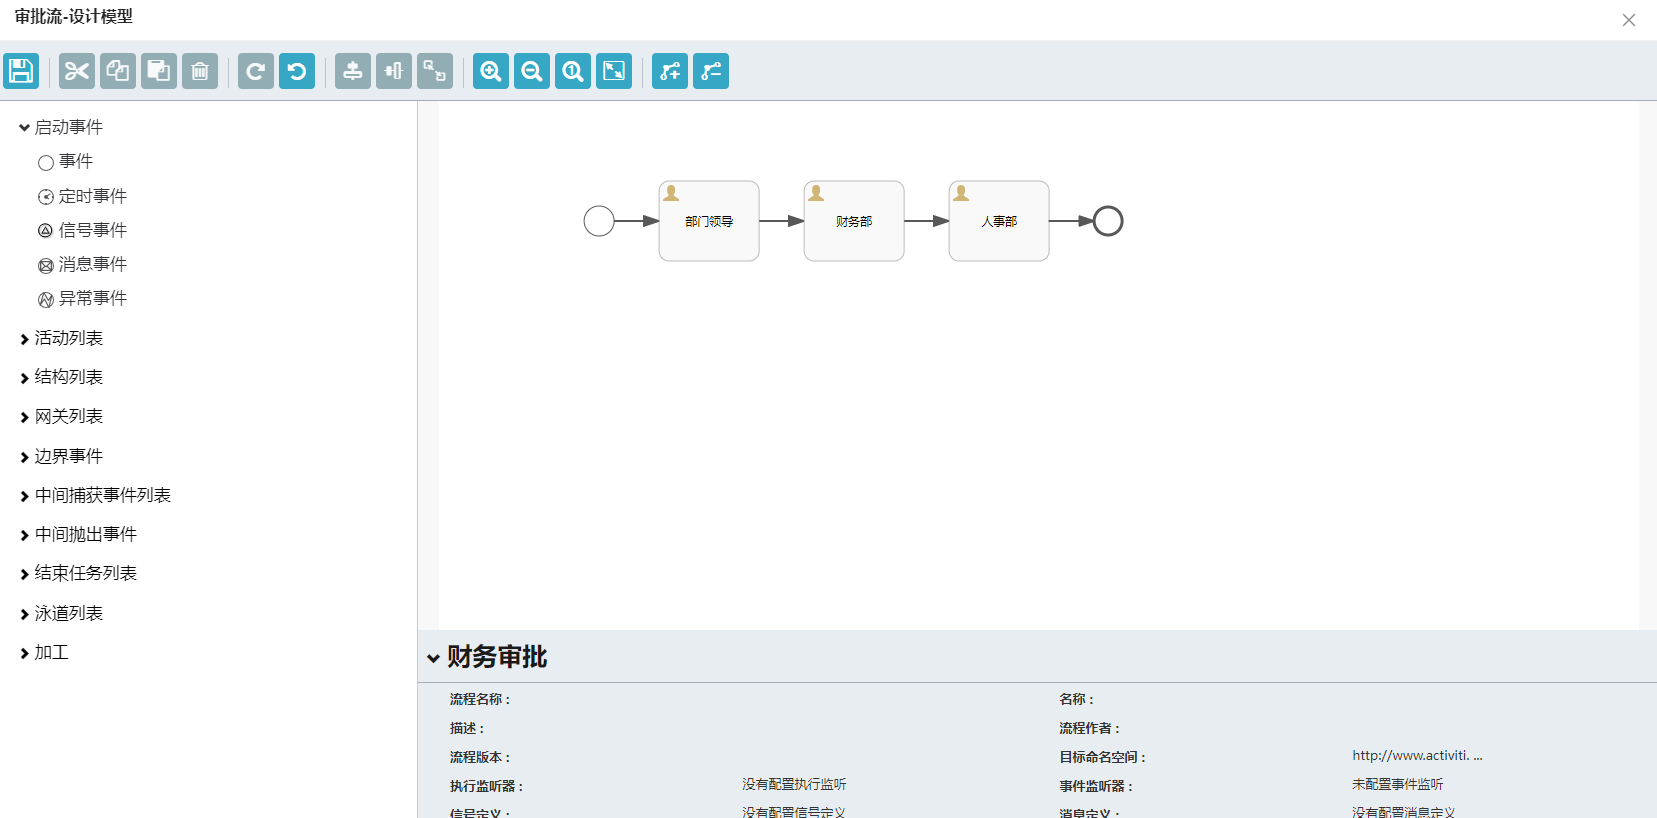 审批流-设计模型
启动事件
事件
定时事件
信号事件
消息事件
异常事件
活动列表
结构列表
网关列表
边界事件
中间捕获事件列表
中间抛出事件
结束任务列表
泳道列表
加工
部门领导
财务部
人事部
财务审批
流程名称：
名称：
描述：
流程作者：
流程版本：
目标命名空间： http://www.activiti. ...
执行监听器： 没有配置执行监听
事件监听器： 未配置事件监听
信号定义： 没有配置信号定义
消息定义： 没有配置消息定义